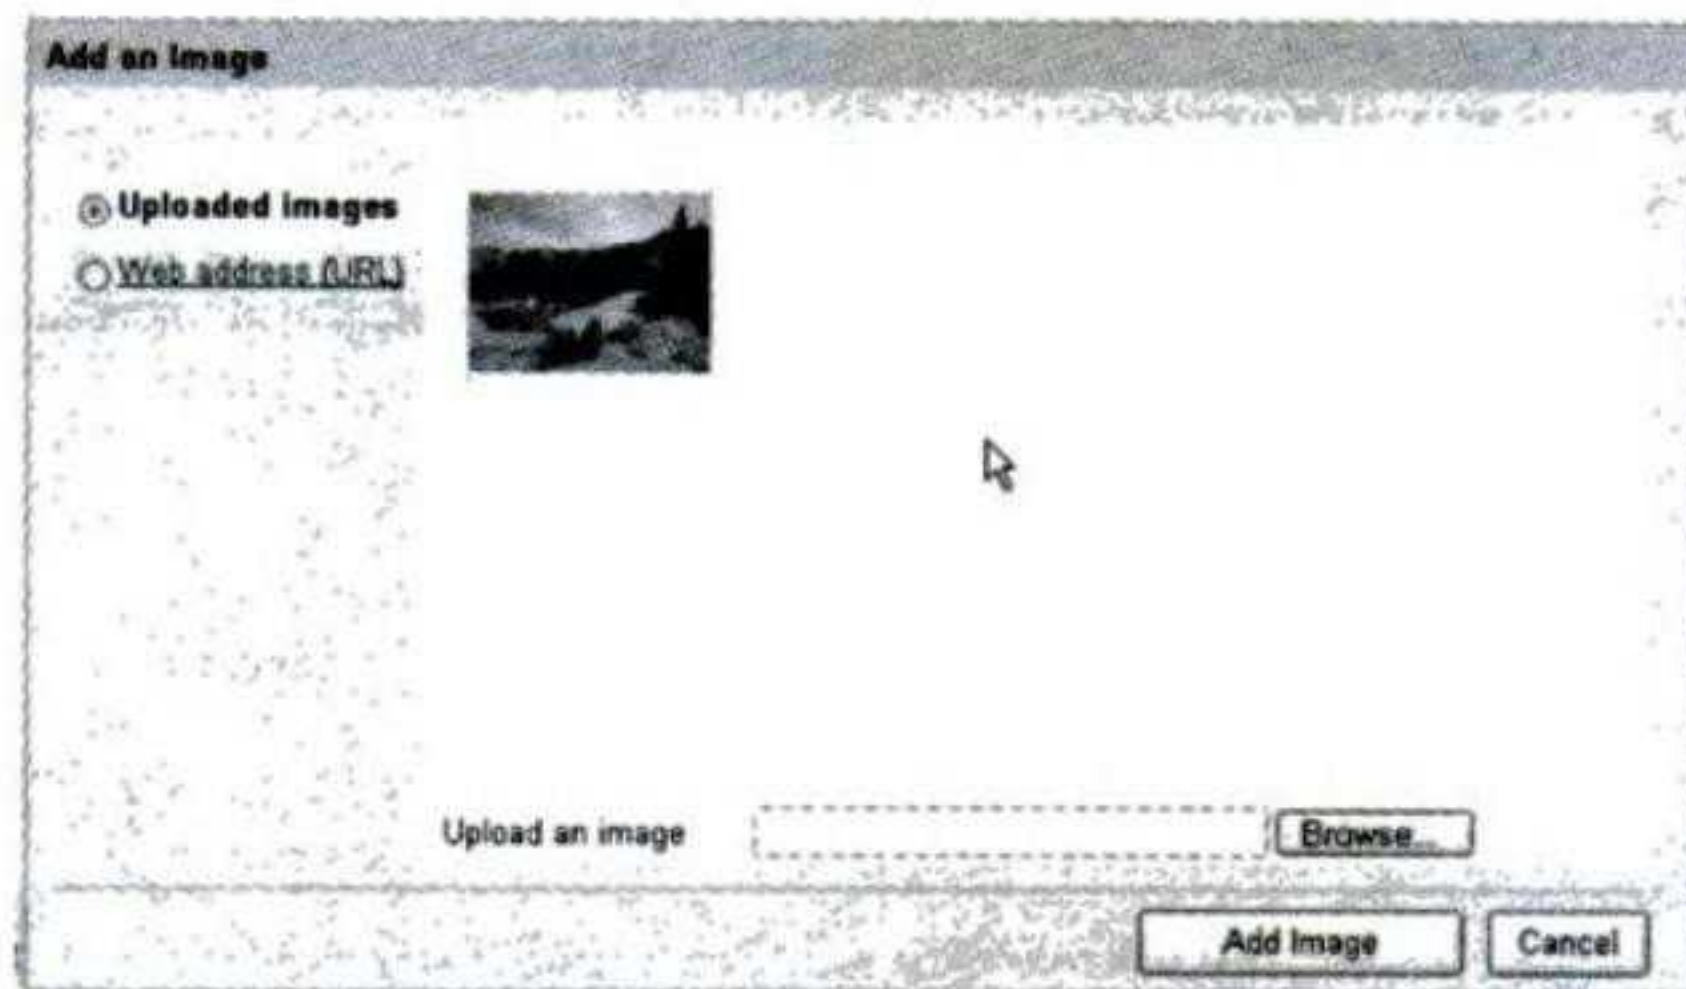 Add an Image
Uploaded images
Web address (URL)
Upload an image
Browse...
Add Image
Cancel